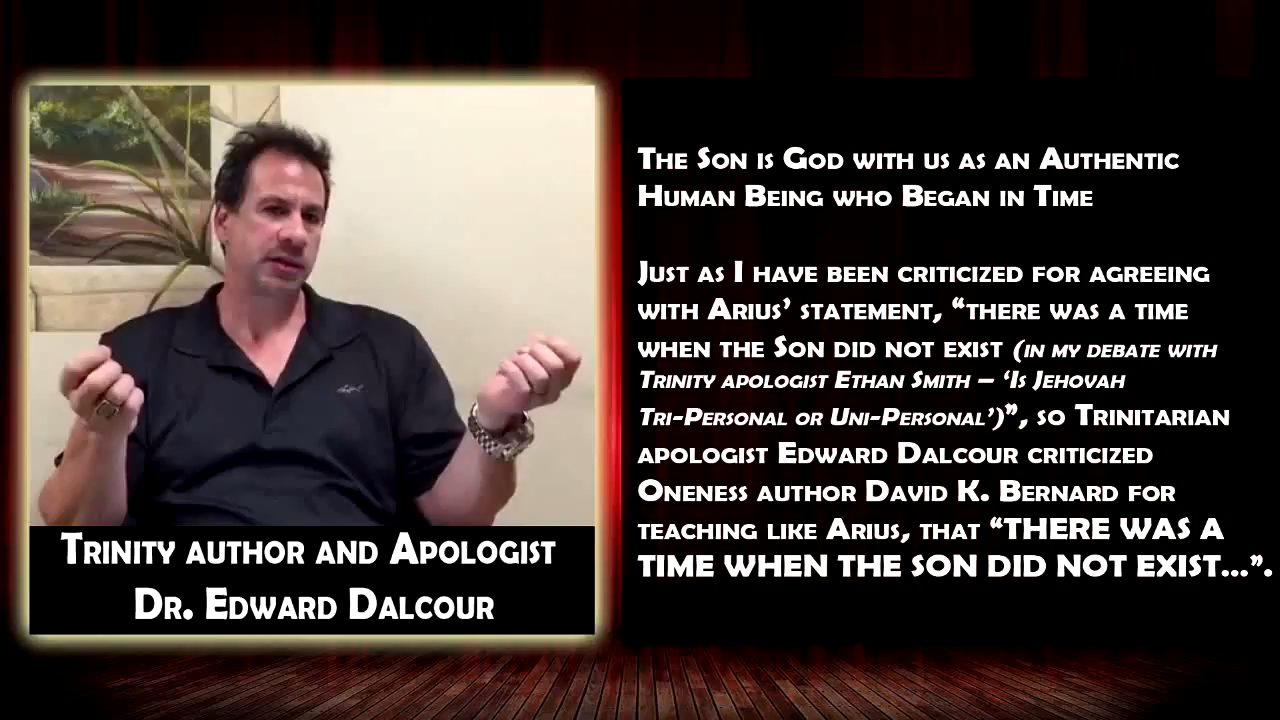 Trinity author and Apologist
Dr. Edward Dalcour
The Son is God with us as an Authentic
Human Being who Began in Time
Just as I have been criticized for agreeing
with Arius’ statement, “there was a time
when the Son did not exist (in my debate with
Trinity apologist Ethan Smith – ‘Is Jehovah
Tri-Personal or Uni-Personal’)”, so Trinitarian
apologist Edward Dalcour criticized
Oneness author David K. Bernard for
teaching like Arius, that “THERE WAS A
TIME WHEN THE SON DID NOT EXIST...”.